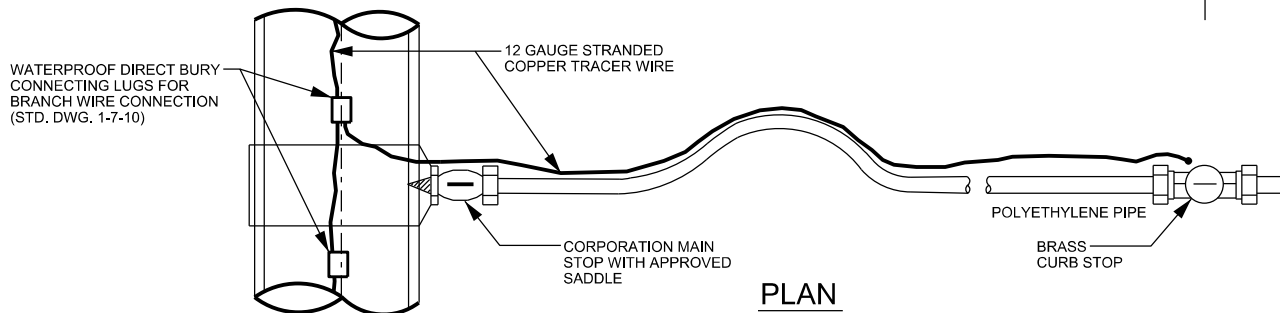 WATERPROOF DIRECT BURY
CONNECTING LUGS FOR
BRANCH WIRE CONNECTION
(STD. DWG. 1-7-10)
12 GAUGE STRANDED
COPPER TRACER WIRE
CORPORATION MAIN
STOP WITH APPROVED
SADDLE
POLYETHYLENE PIPE
BRASS
CURB STOP
PLAN